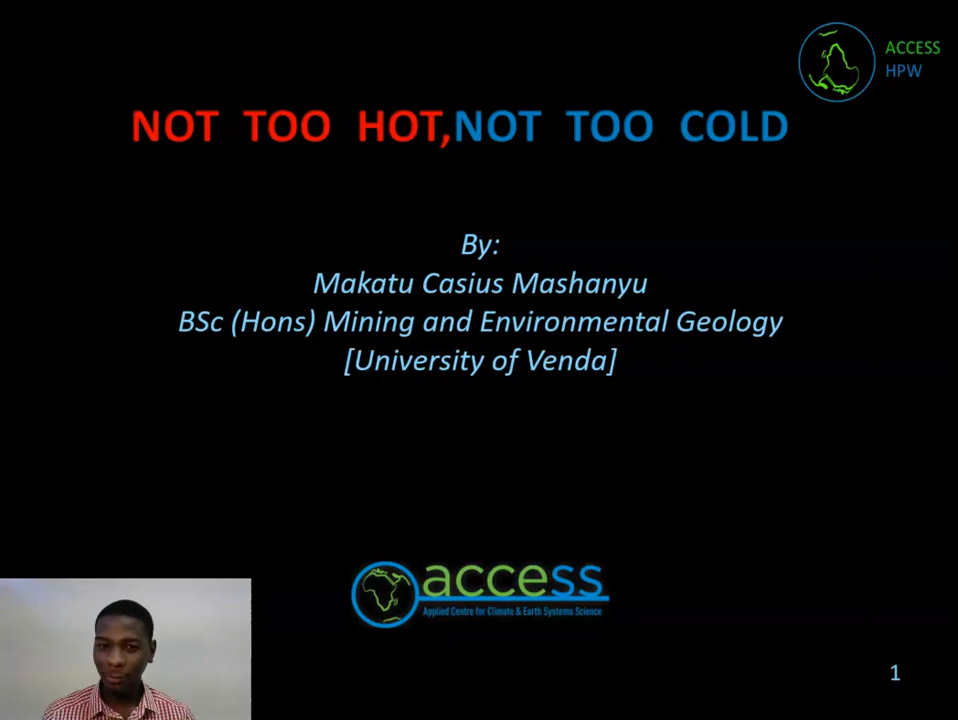 ACCESS
HPW
NOT TOO HOT,NOT TOO COLD
By:
Makatu Casius Mashanyu
BSc (Hons) Mining and Environmental Geology
[University of Venda]
access
Applied Centre for Climate & Earth Systems Science
1